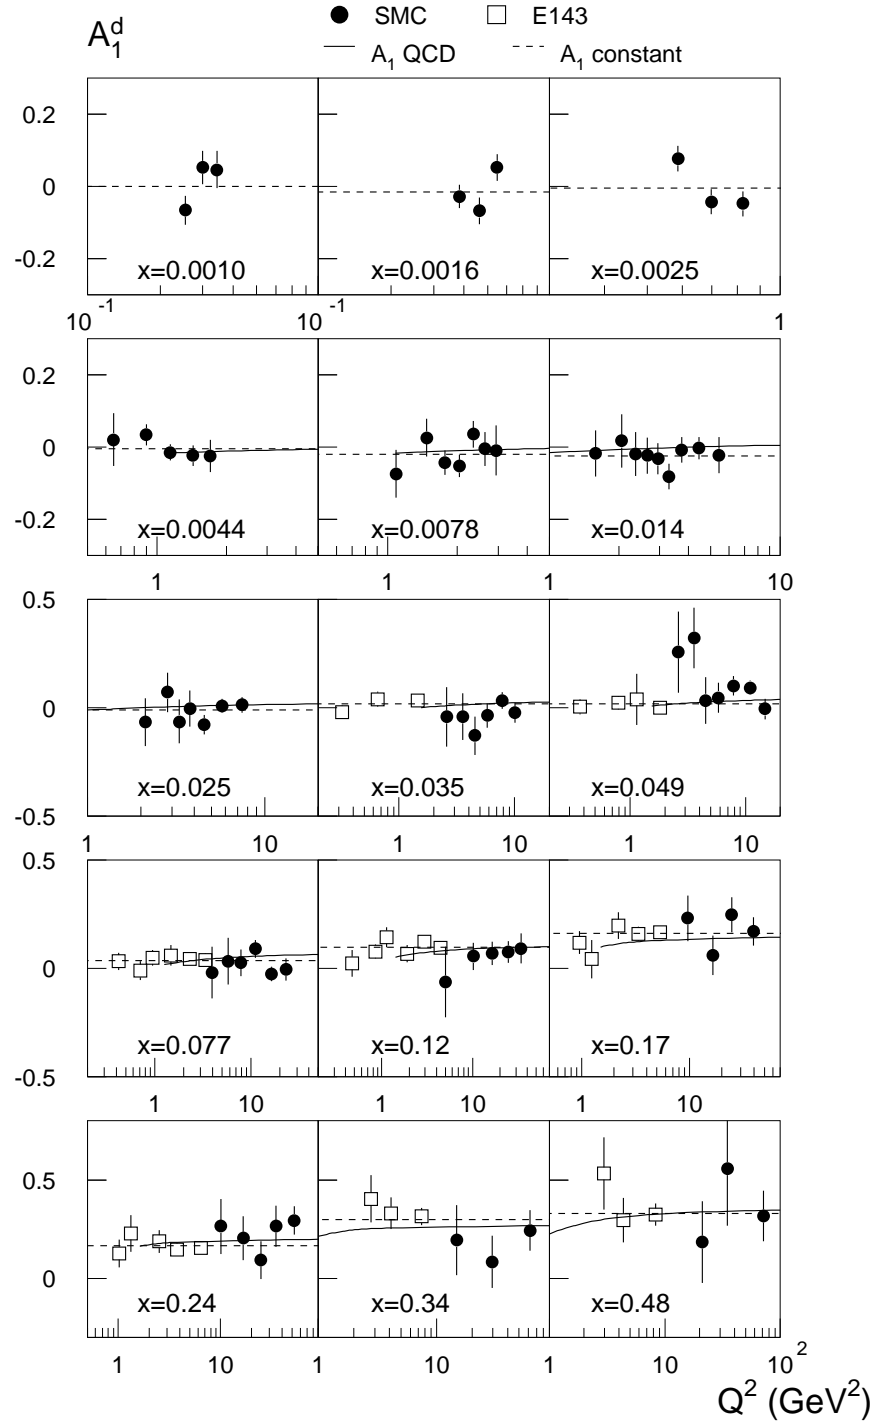 A₁ᵈ
SMC E143
A₁ QCD A₁ constant
0.2
0
-0.2
x=0.0010 x=0.0016 x=0.0025
10⁻¹ 10⁻¹ 1
0.2
0
-0.2
x=0.0044 x=0.0078 x=0.014
1 1 1 10
0.5
0
-0.5
x=0.025 x=0.035 x=0.049
1 10 1 10 1 10
0.5
0
-0.5
x=0.077 x=0.12 x=0.17
1 10 1 10 1 10
0.5
0
x=0.24 x=0.34 x=0.48
1 10 1 10 1 10 10²
Q² (GeV²)